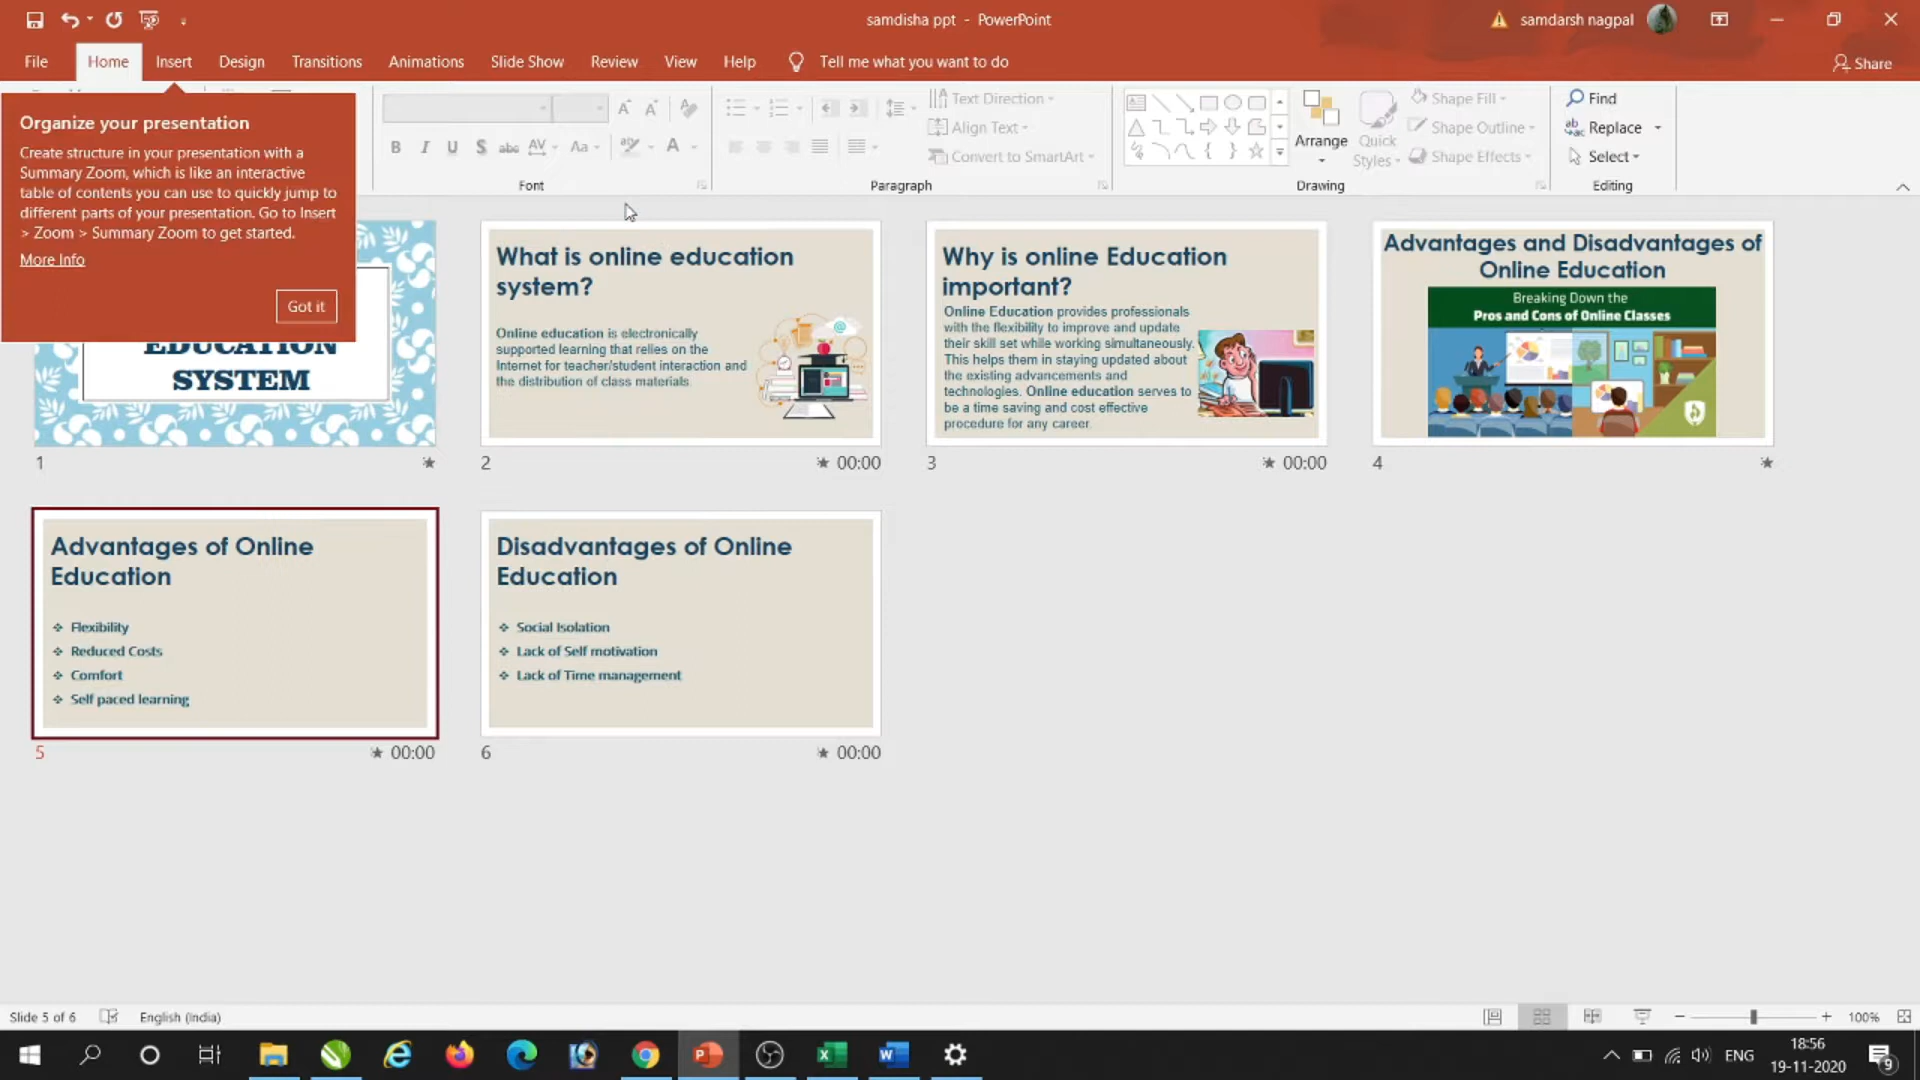 samdisha ppt - PowerPoint
samdarsh nagpal
File
Home
Insert
Design
Transitions
Animations
Slide Show
Review
View
Help
Tell me what you want to do
Share
Organize your presentation
Create structure in your presentation with a
Summary Zoom, which is like an interactive
table of contents you can use to quickly jump to
different parts of your presentation. Go to Insert
> Zoom > Summary Zoom to get started.
More Info
Got it
Font
Text Direction
Align Text
Convert to SmartArt
Paragraph
Arrange
Quick
Styles
Shape Fill
Shape Outline
Shape Effects
Drawing
Find
Replace
Select
Editing
EDUCATION
SYSTEM
1
What is online education
system?
Online education is electronically
supported learning that relies on the
Internet for teacher/student interaction and
the distribution of class materials
2
00:00
Why is online Education
important?
Online Education provides professionals
with the flexibility to improve and update
their skill set while working simultaneously.
This helps them in staying updated about
the existing advancements and
technologies. Online education serves to
be a time saving and cost effective
procedure for any career
3
00:00
Advantages and Disadvantages of
Online Education
Breaking Down the
Pros and Cons of Online Classes
4
Advantages of Online
Education
Flexibility
Reduced Costs
Comfort
Self paced learning
5
00:00
Disadvantages of Online
Education
Social Isolation
Lack of Self motivation
Lack of Time management
6
00:00
Slide 5 of 6
English (India)
100%
ENG
18:56
19-11-2020
9